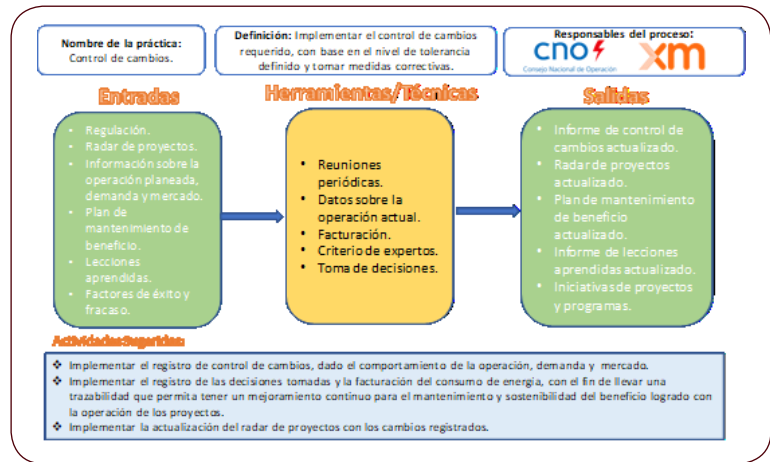 Nombre de la práctica:
Control de cambios.
Definición: Implementar el control de cambios
requerido, con base en el nivel de tolerancia
definido y tomar medidas correctivas.
Responsables del proceso:
cno
Consejo Nacional de Operación
xm
Entradas
Herramientas/Técnicas
Salidas
• Regulación.
• Radar de proyectos.
• Información sobre la
operación planeada,
demanda y mercado.
• Plan de
mantenimiento de
beneficio.
• Lecciones
aprendidas.
• Factores de éxito y
fracaso.
• Reuniones
periódicas.
• Datos sobre la
operación actual.
• Facturación.
• Criterio de expertos.
• Toma de decisiones.
• Informe de control de
cambios actualizado.
• Radar de proyectos
actualizado.
• Plan de mantenimiento
de beneficio
actualizado.
• Informe de lecciones
aprendidas actualizado.
• Iniciativas de proyectos
y programas.
Actividades Sugeridas:
❖ Implementar el registro de control de cambios, dado el comportamiento de la operación, demanda y mercado.
❖ Implementar el registro de las decisiones tomadas y la facturación del consumo de energía, con el fin de llevar una
trazabilidad que permita tener un mejoramiento continuo para el mantenimiento y sostenibilidad del beneficio logrado con
la operación de los proyectos.
❖ Implementar la actualización del radar de proyectos con los cambios registrados.